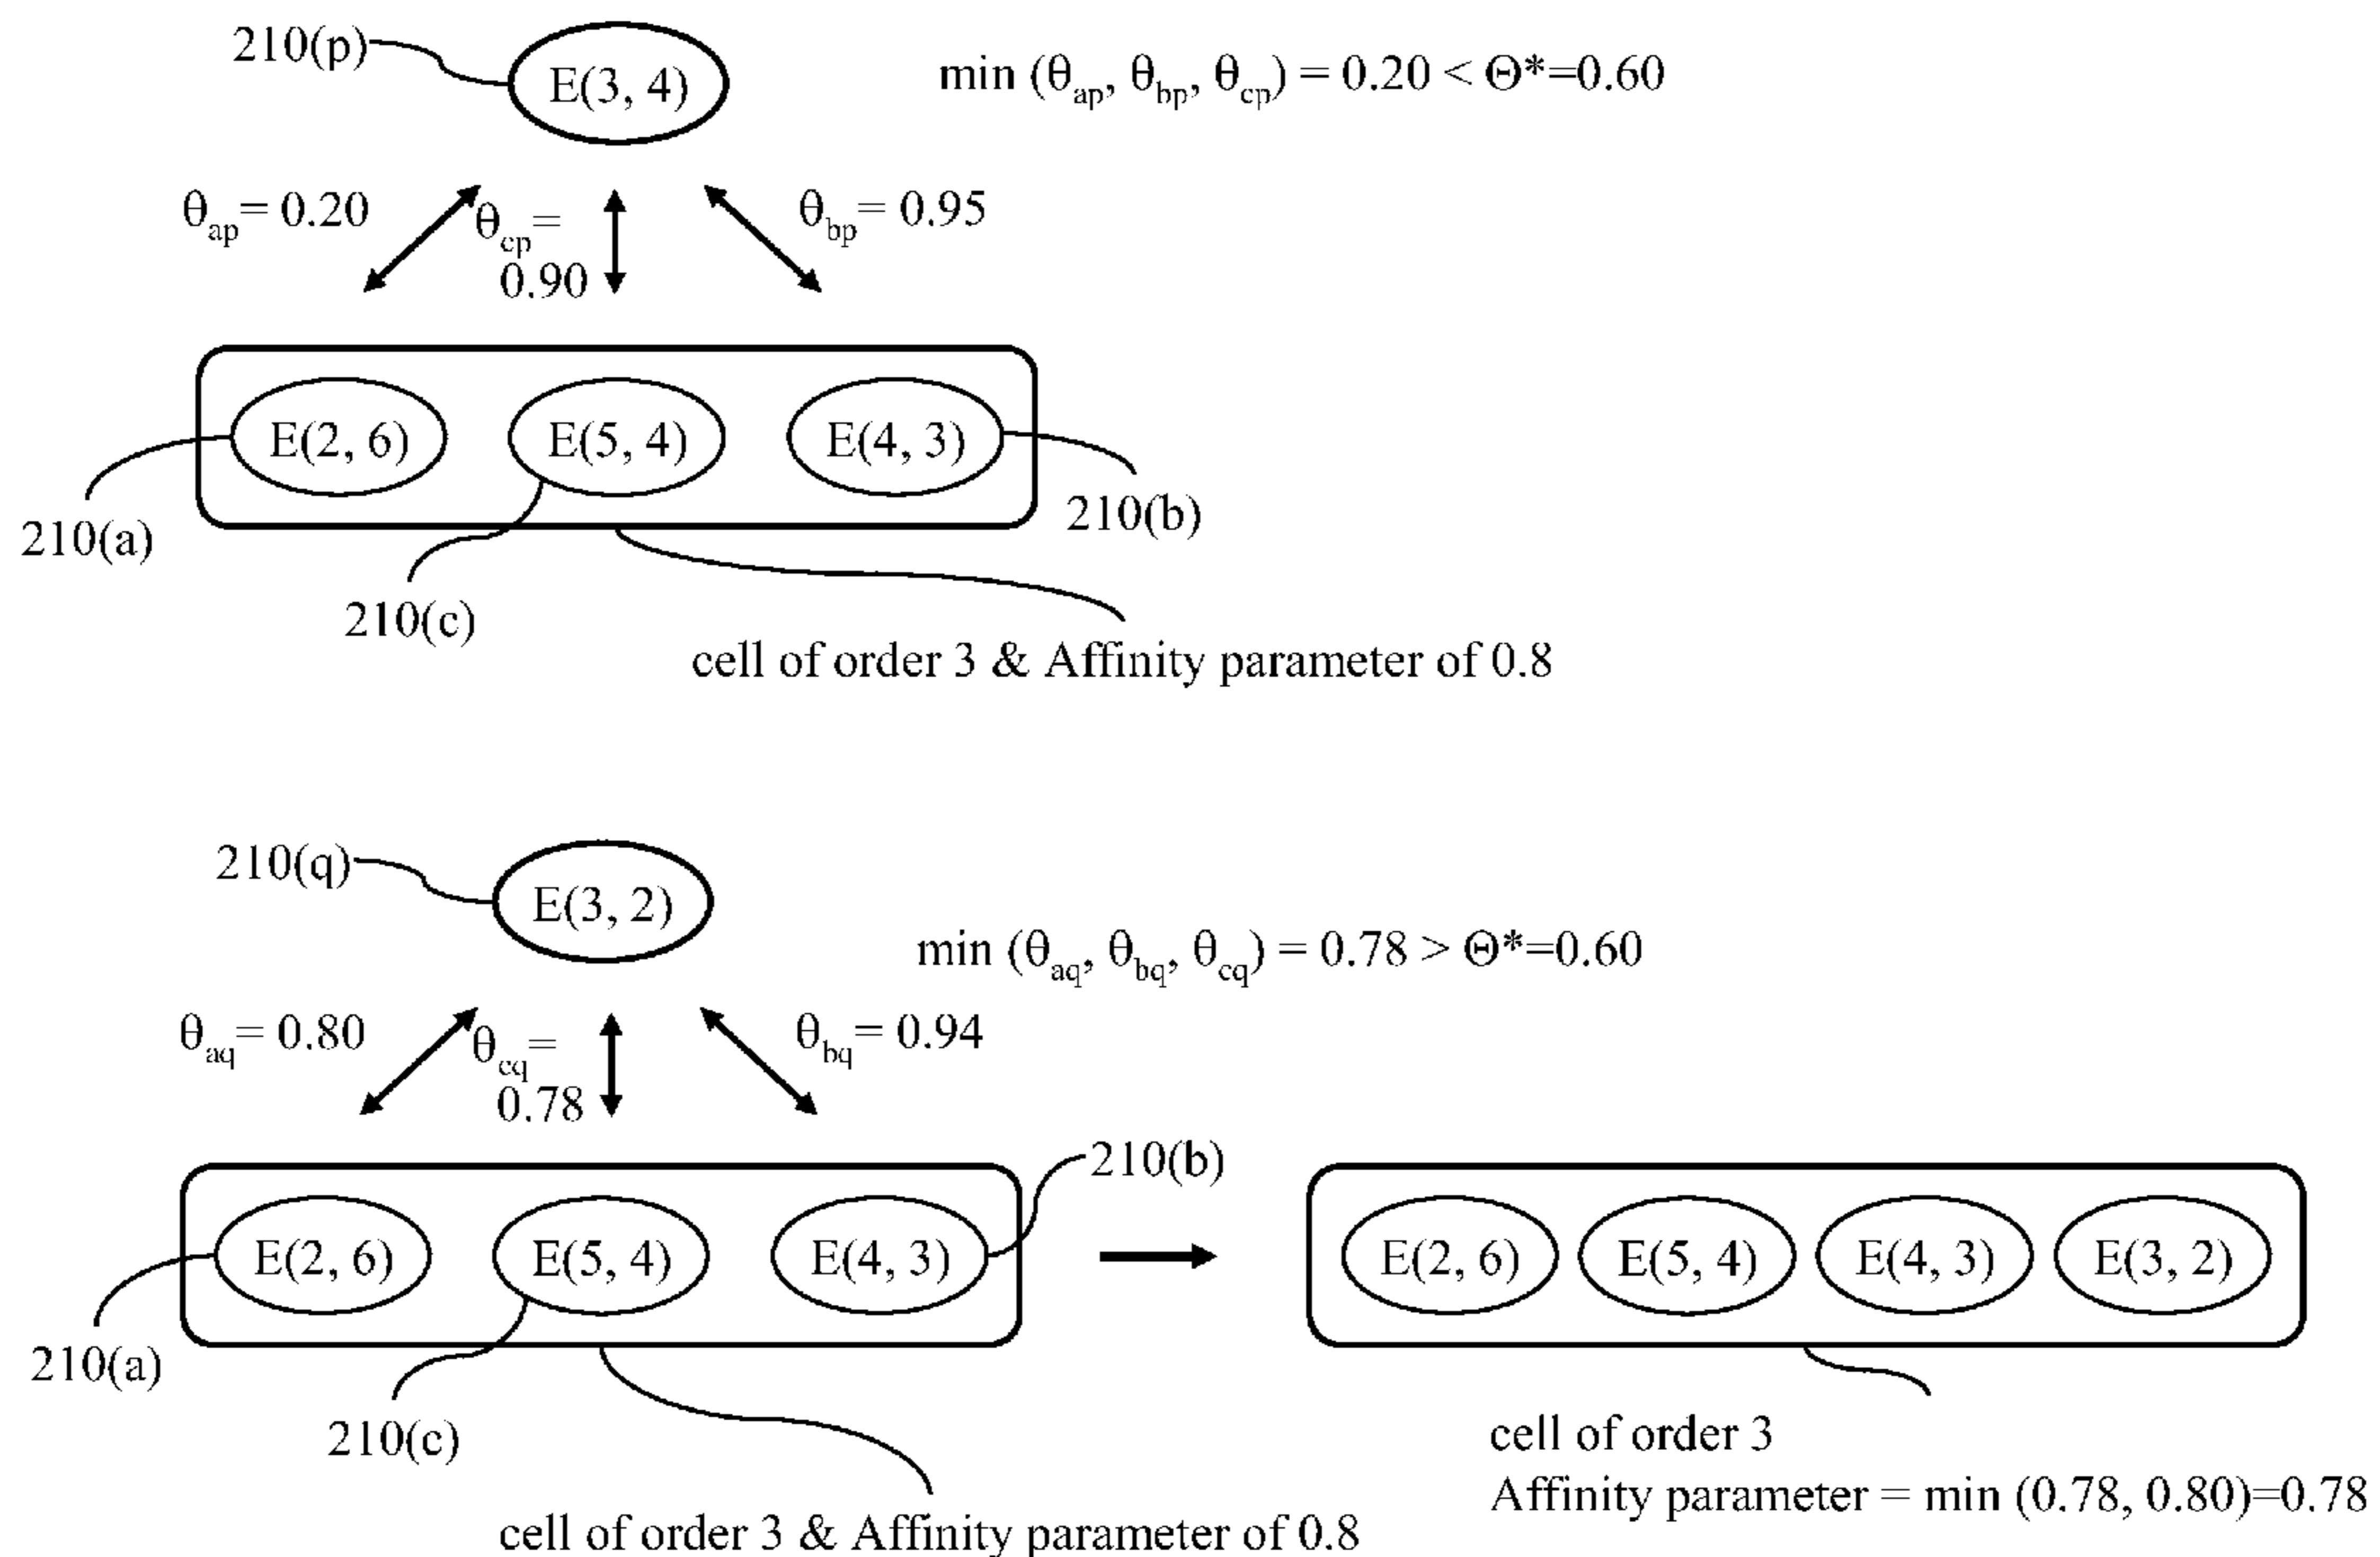 210(p)
E(3, 4)
min (θap, θbp, θcp) = 0.20 < Θ*=0.60
θap= 0.20
θcp=
0.90
θbp= 0.95
E(2, 6)
E(5, 4)
E(4, 3)
210(a)
210(b)
210(c)
cell of order 3 & Affinity parameter of 0.8
210(q)
E(3, 2)
min (θaq, θbq, θcq) = 0.78 > Θ*=0.60
θaq= 0.80
θcq=
0.78
θbq= 0.94
210(b)
E(2, 6)
E(5, 4)
E(4, 3)
E(2, 6)
E(5, 4)
E(4, 3)
E(3, 2)
210(a)
210(c)
cell of order 3
Affinity parameter = min (0.78, 0.80)=0.78
cell of order 3 & Affinity parameter of 0.8